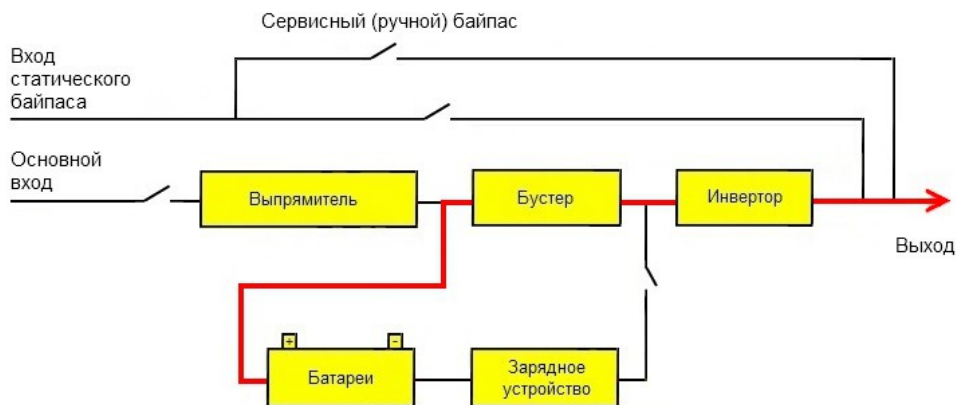 Сервисный (ручной) байпас
Вход
статического
байпаса
Основной
вход
Выпрямитель
Бустер
Инвертор
Выход
+
-
Батареи
Зарядное
устройство